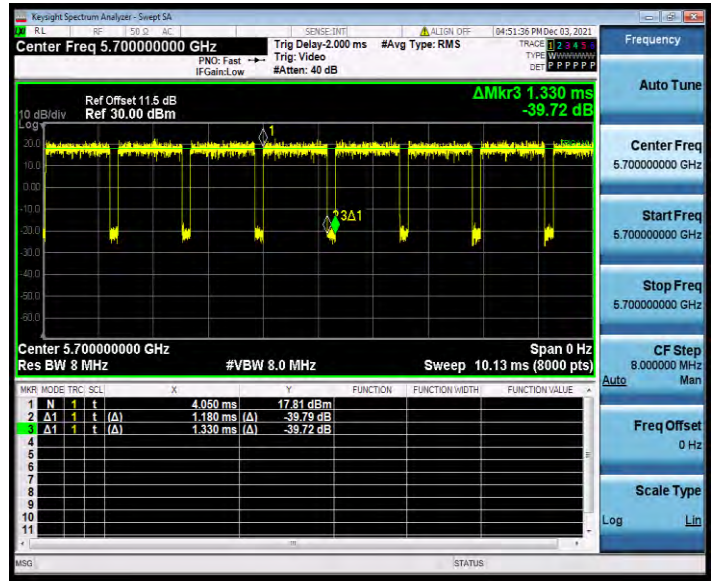 Keysight Spectrum Analyzer - Swept SA
RL RF 50 Ω AC SENSE:INT ALIGN OFF 04:51:36 PM Dec 03, 2021
Center Freq 5.700000000 GHz
PNO: Fast
IFGain:Low
Trig Delay-2.000 ms
Trig: Video
#Atten: 40 dB
#Avg Type: RMS
TRACE 1 2 3 4 5 6
TYPE
DET P P P P P P
Ref Offset 11.5 dB
10 dB/div Ref 30.00 dBm
Log
ΔMkr3 1.330 ms
-39.72 dB
20.0
10.0
0.00
-10.0
-20.0
-30.0
-40.0
-50.0
-60.0
1
3Δ1
Center 5.700000000 GHz Span 0 Hz
Res BW 8 MHz #VBW 8.0 MHz Sweep 10.13 ms (8000 pts)
MKR MODE TRC SCL X Y FUNCTION FUNCTION WIDTH FUNCTION VALUE
1 N 1 t 4.050 ms 17.81 dBm
2 Δ1 1 t (Δ) 1.180 ms (Δ) -39.79 dB
3 Δ1 1 t (Δ) 1.330 ms (Δ) -39.72 dB
4
5
6
7
8
9
10
11
MSG STATUS
Frequency
Auto Tune
Center Freq
5.700000000 GHz
Start Freq
5.700000000 GHz
Stop Freq
5.700000000 GHz
CF Step
8.000000 MHz
Auto Man
Freq Offset
0 Hz
Scale Type
Log Lin